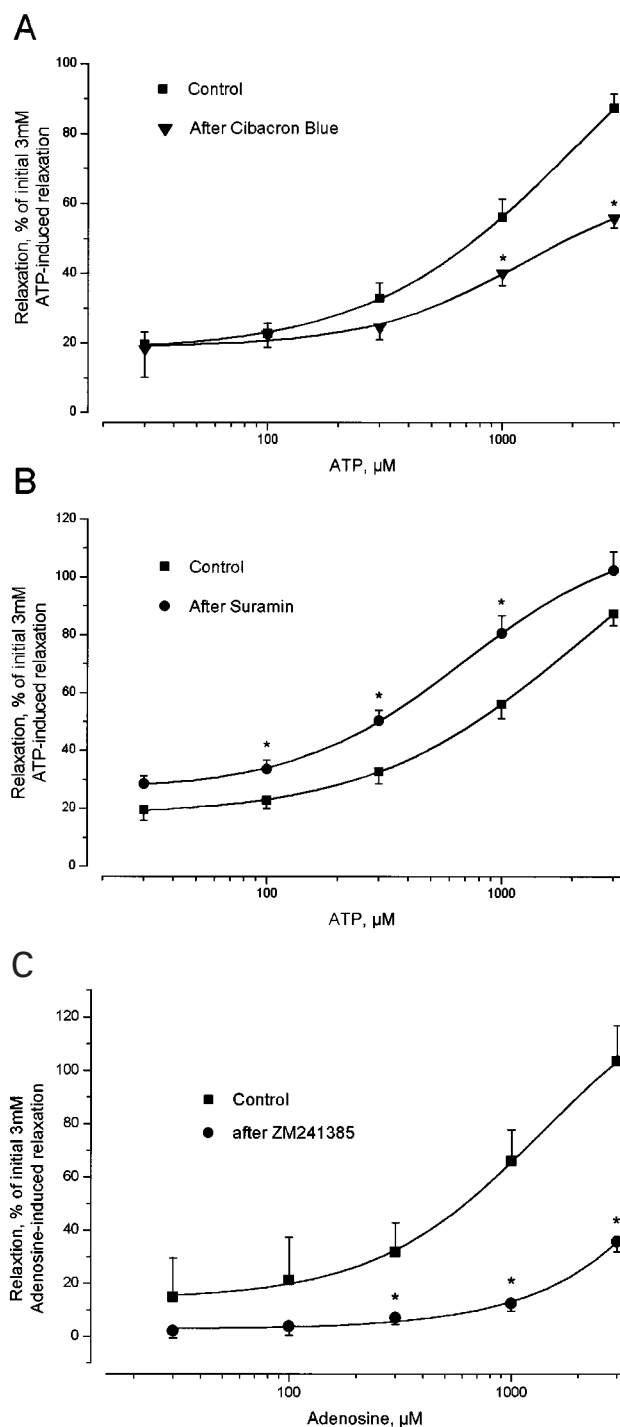 A
Relaxation, % of initial 3mM
ATP-induced relaxation
100
80
60
40
20
0
Control
After Cibacron Blue
*
*
100
1000
ATP, µM
B
Relaxation, % of initial 3mM
ATP-induced relaxation
120
100
80
60
40
20
0
Control
After Suramin
*
*
*
100
1000
ATP, µM
C
Relaxtion, % of initial 3mM
Adenosine-induced relaxation
120
100
80
60
40
20
0
Control
after ZM241385
*
*
*
100
1000
Adenosine, µM